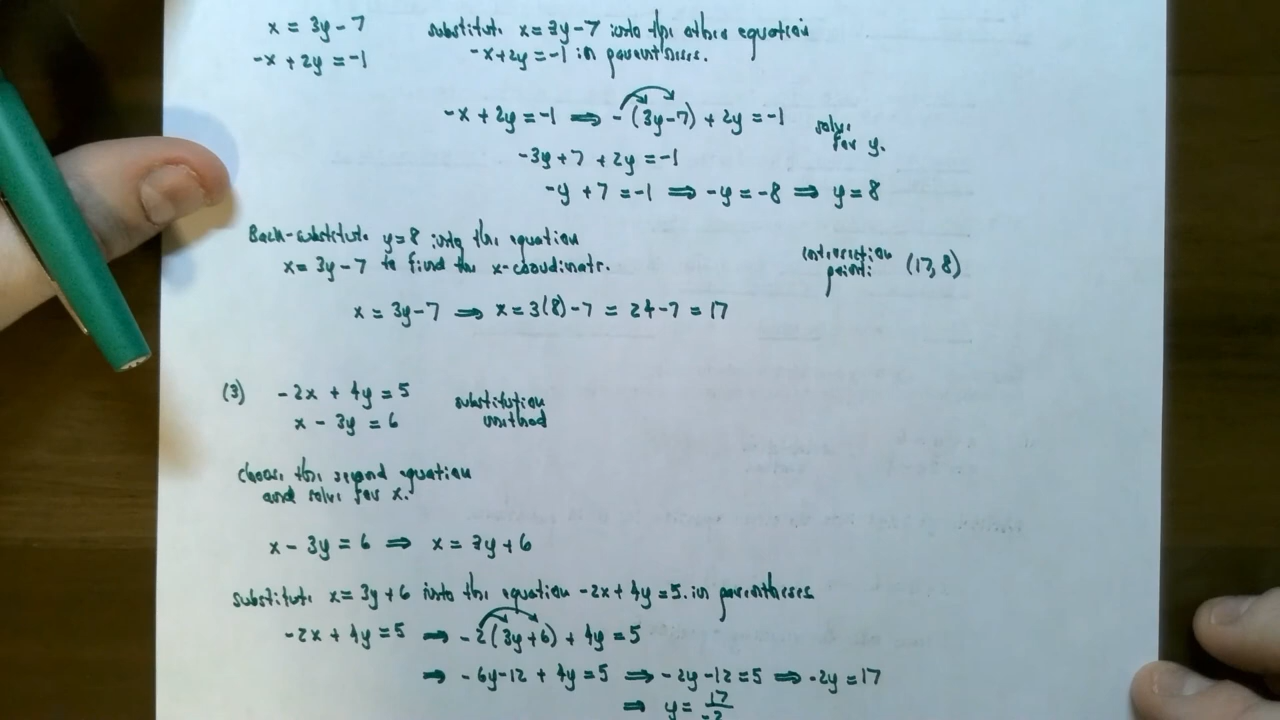 x = 3y - 7
-x + 2y = -1
substitute x = 3y - 7 into the other equation
-x + 2y = -1 in parentheses.
-x + 2y = -1 ⇒ -(3y - 7) + 2y = -1
solve
for y.
-3y + 7 + 2y = -1
-y + 7 = -1 ⇒ -y = -8 ⇒ y = 8
Back-substitute y = 8 into the equation
x = 3y - 7 to find the x-coordinate.
intersection
point: (17, 8)
x = 3y - 7 ⇒ x = 3(8) - 7 = 24 - 7 = 17
(3) -2x + 4y = 5
x - 3y = 6
substitution
method
choose the second equation
and solve for x.
x - 3y = 6 ⇒ x = 3y + 6
substitute x = 3y + 6 into the equation -2x + 4y = 5. in parentheses
-2x + 4y = 5 ⇒ -2(3y + 6) + 4y = 5
⇒ -6y - 12 + 4y = 5 ⇒ -2y - 12 = 5 ⇒ -2y = 17
⇒ y = 17/-2